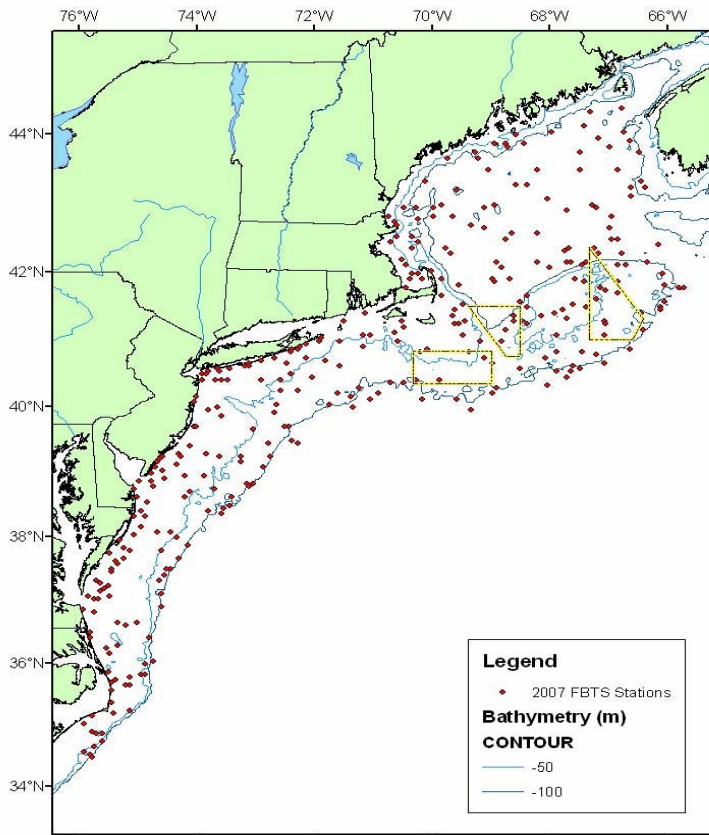 76°W 74°W 72°W 70°W 68°W 66°W
44°N
42°N
40°N
38°N
36°N
34°N
Legend
2007 FBTS Stations
Bathymetry (m)
CONTOUR
-50
-100